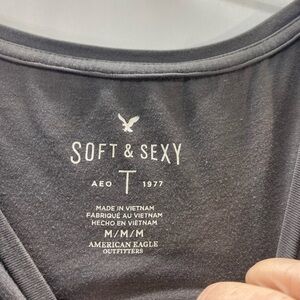 SOFT & SEXY
AEO T 1977
MADE IN VIETNAM
FABRIQUÉ AU VIETNAM
HECHO EN VIETNAM
M/M/M
AMERICAN EAGLE
OUTFITTERS